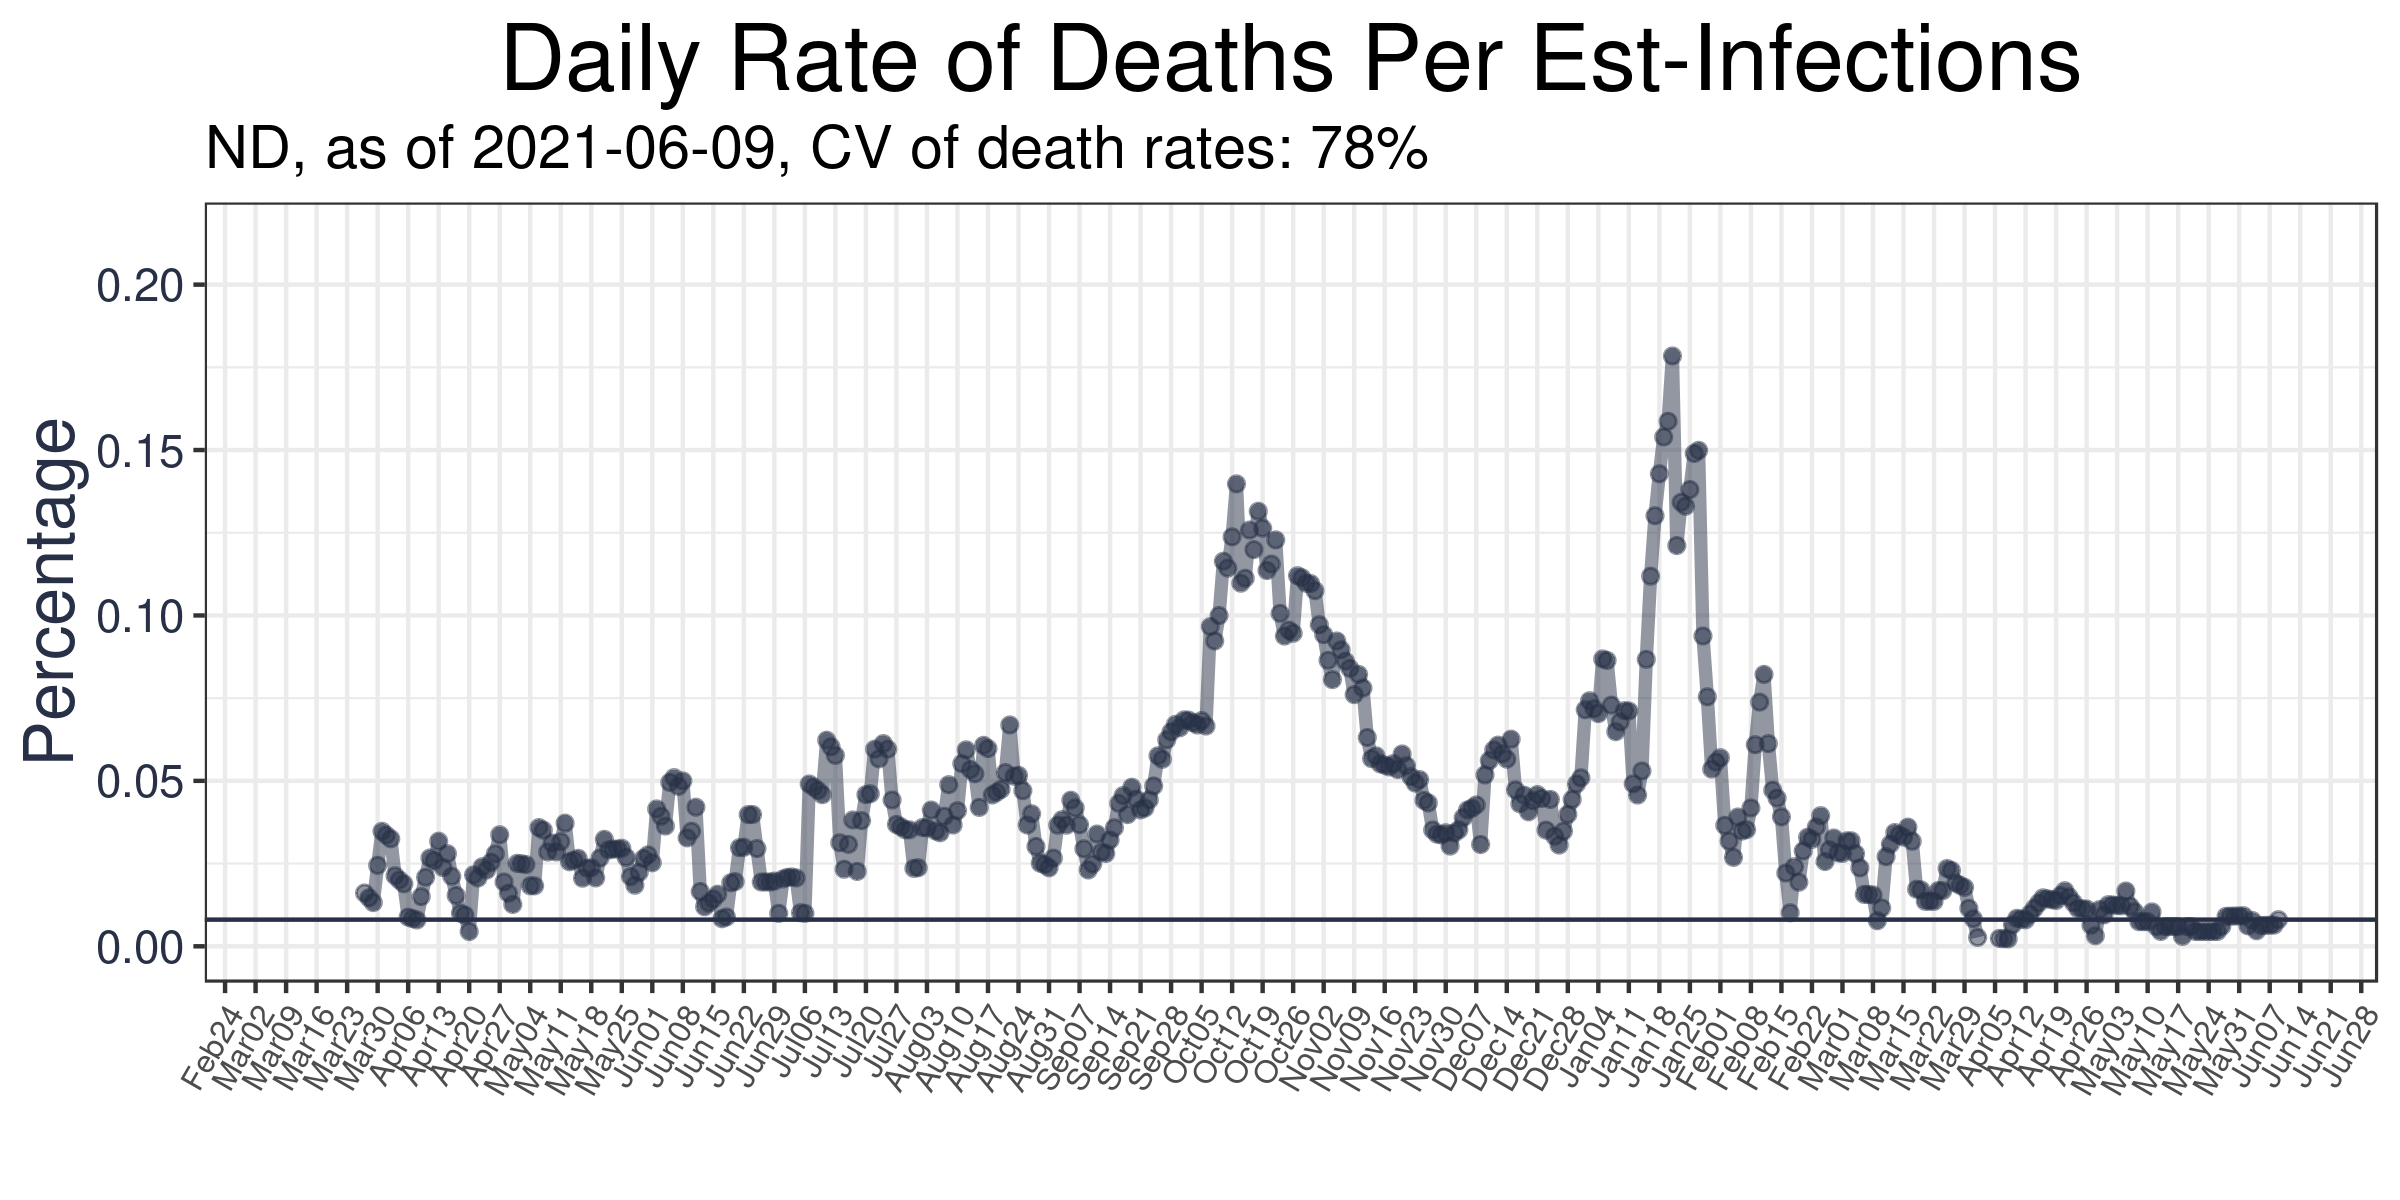 Daily Rate of Deaths Per Est-Infections
ND, as of 2021-06-09, CV of death rates: 78%
Percentage
0.20
0.15
0.10
0.05
0.00
Feb24
Mar02
Mar09
Mar16
Mar23
Mar30
Apr06
Apr13
Apr20
Apr27
May04
May11
May18
May25
Jun01
Jun08
Jun15
Jun22
Jun29
Jul06
Jul13
Jul20
Jul27
Aug03
Aug10
Aug17
Aug24
Aug31
Sep07
Sep14
Sep21
Sep28
Oct05
Oct12
Oct19
Oct26
Nov02
Nov09
Nov16
Nov23
Nov30
Dec07
Dec14
Dec21
Dec28
Jan04
Jan11
Jan18
Jan25
Feb01
Feb08
Feb15
Feb22
Mar01
Mar08
Mar15
Mar22
Mar29
Apr05
Apr12
Apr19
Apr26
May03
May10
May17
May24
May31
Jun07
Jun14
Jun21
Jun28